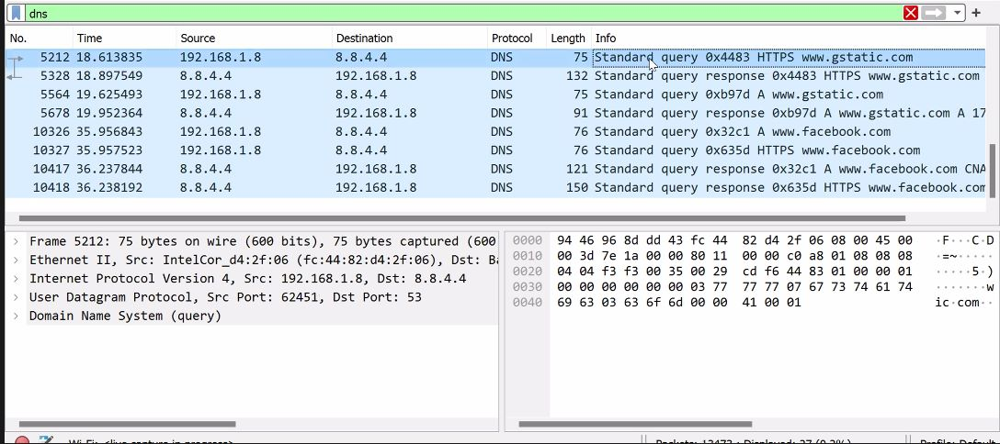 dns
No. Time Source Destination Protocol Length Info
5212 18.613835 192.168.1.8 8.8.4.4 DNS 75 Standard query 0x4483 HTTPS www.gstatic.com
5328 18.897549 8.8.4.4 192.168.1.8 DNS 132 Standard query response 0x4483 HTTPS www.gstatic.com
5564 19.625493 192.168.1.8 8.8.4.4 DNS 75 Standard query 0xb97d A www.gstatic.com
5678 19.952364 8.8.4.4 192.168.1.8 DNS 91 Standard query response 0xb97d A www.gstatic.com A 17
10326 35.956843 192.168.1.8 8.8.4.4 DNS 76 Standard query 0x32c1 A www.facebook.com
10327 35.957523 192.168.1.8 8.8.4.4 DNS 76 Standard query 0x635d HTTPS www.facebook.com
10417 36.237844 8.8.4.4 192.168.1.8 DNS 121 Standard query response 0x32c1 A www.facebook.com CNA
10418 36.238192 8.8.4.4 192.168.1.8 DNS 150 Standard query response 0x635d HTTPS www.facebook.com
Frame 5212: 75 bytes on wire (600 bits), 75 bytes captured (600
Ethernet II, Src: IntelCor_d4:2f:06 (fc:44:82:d4:2f:06), Dst: Ba
Internet Protocol Version 4, Src: 192.168.1.8, Dst: 8.8.4.4
User Datagram Protocol, Src Port: 62451, Dst Port: 53
Domain Name System (query)
0000 94 46 96 8d dd 43 fc 44 82 d4 2f 06 08 00 45 00 ·F···C·D
0010 00 3d 7e 1a 00 00 80 11 00 00 c0 a8 01 08 08 08 ·=~·····
0020 04 04 f3 f3 00 35 00 29 cd f6 44 83 01 00 00 01 ·····5·)
0030 00 00 00 00 00 00 03 77 77 77 07 67 73 74 61 74 ·······w
0040 69 63 03 63 6f 6d 00 00 41 00 01 ic·com··
Wi-Fi: <live capture in progress> Packets: 13473 · Displayed: 27 (0.2%) Profile: Default